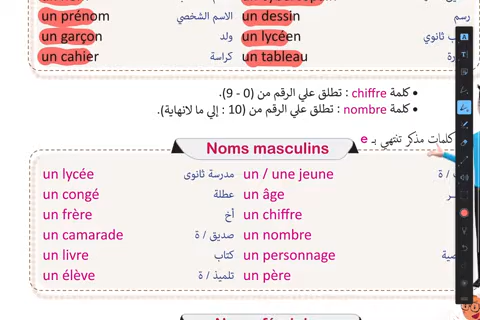 un prénom الاسم الشخصي un dessin رسم
un garçon ولد un lycéen ثانوي
un cahier كراسة un tableau
• كلمة chiffre : تطلق علي الرقم من (0 - 9).
• كلمة nombre : تطلق علي الرقم من (10 : إلي ما لانهاية).
كلمات مذكر تنتهي بـ e
Noms masculins
un lycée مدرسة ثانوى un / une jeune
un congé عطلة un âge
un frère أخ un chiffre
un camarade صديق / ة un nombre
un livre كتاب un personnage
un élève تلميذ / ة un père